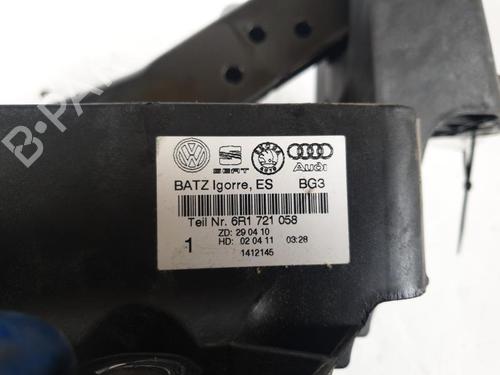 SEAT
Audi
BATZ Igorre, ES BG3
Teil Nr. 6R1 721 058
ZD: 29 04 10
1 HD: 02 04 11 03:28
1412145
B-PA